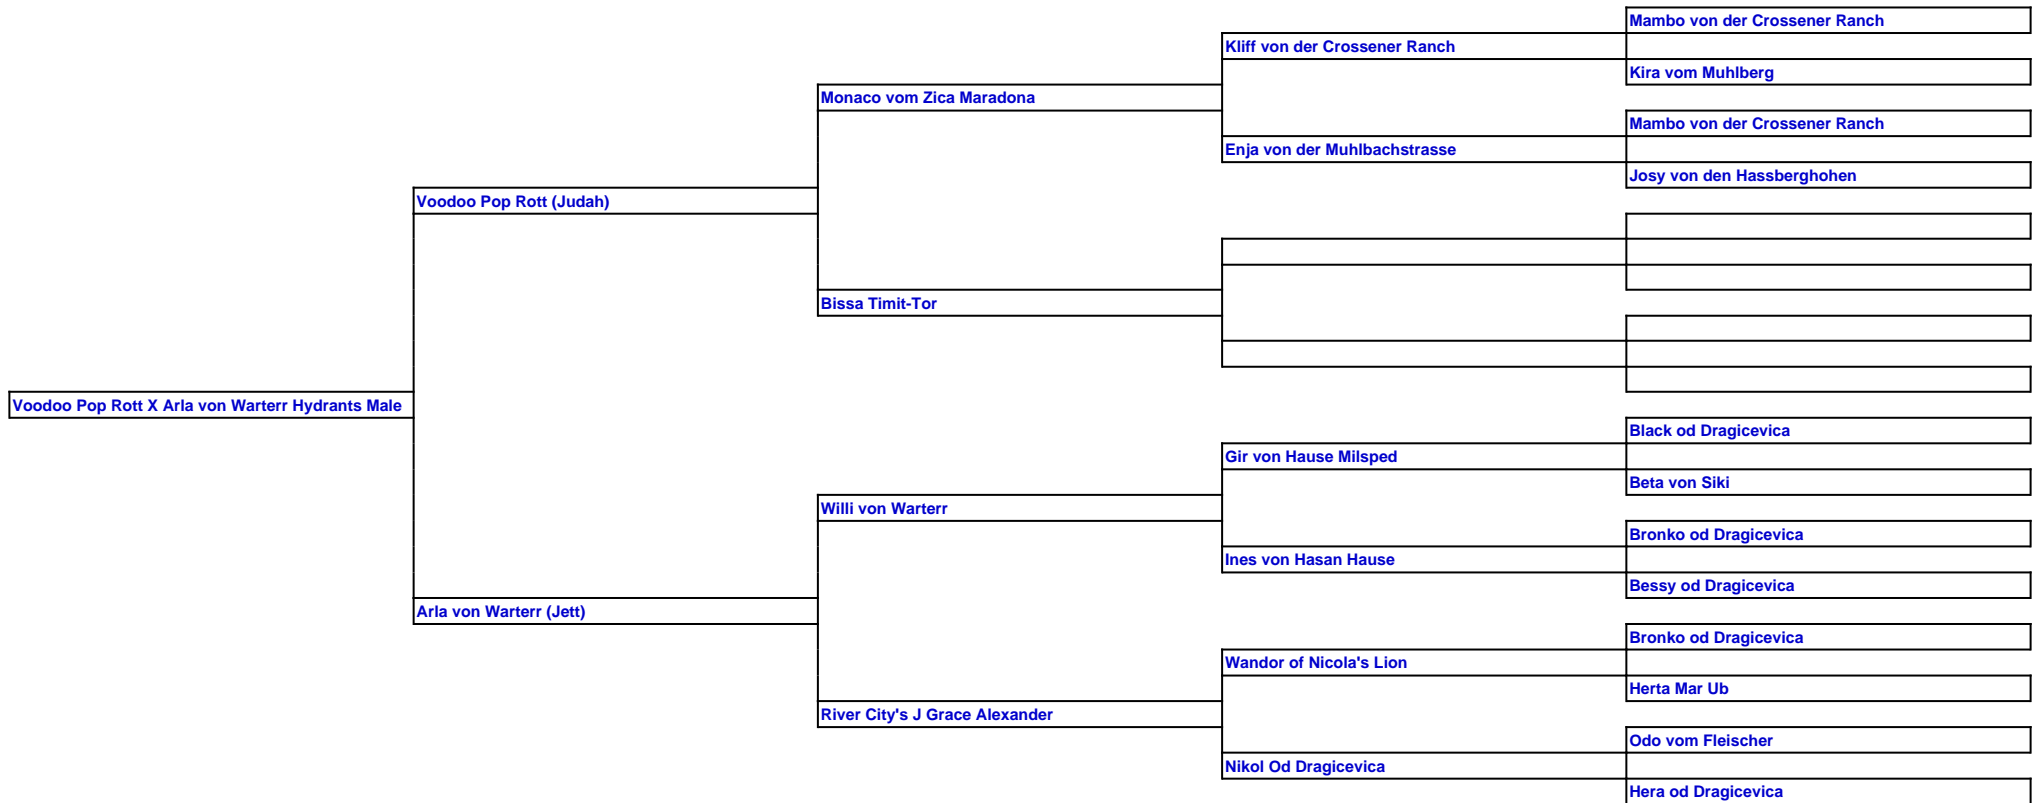 Mambo von der Crossener Ranch
Kliff von der Crossener Ranch
Kira vom Muhlberg
Monaco vom Zica Maradona
Mambo von der Crossener Ranch
Enja von der Muhlbachstrasse
Josy von den Hassberghohen
Voodoo Pop Rott (Judah)
Bissa Timit-Tor
Voodoo Pop Rott X Arla von Warterr Hydrants Male
Black od Dragicevica
Gir von Hause Milsped
Beta von Siki
Willi von Warterr
Bronko od Dragicevica
Ines von Hasan Hause
Bessy od Dragicevica
Arla von Warterr (Jett)
Bronko od Dragicevica
Wandor of Nicola's Lion
Herta Mar Ub
River City's J Grace Alexander
Odo vom Fleischer
Nikol Od Dragicevica
Hera od Dragicevica